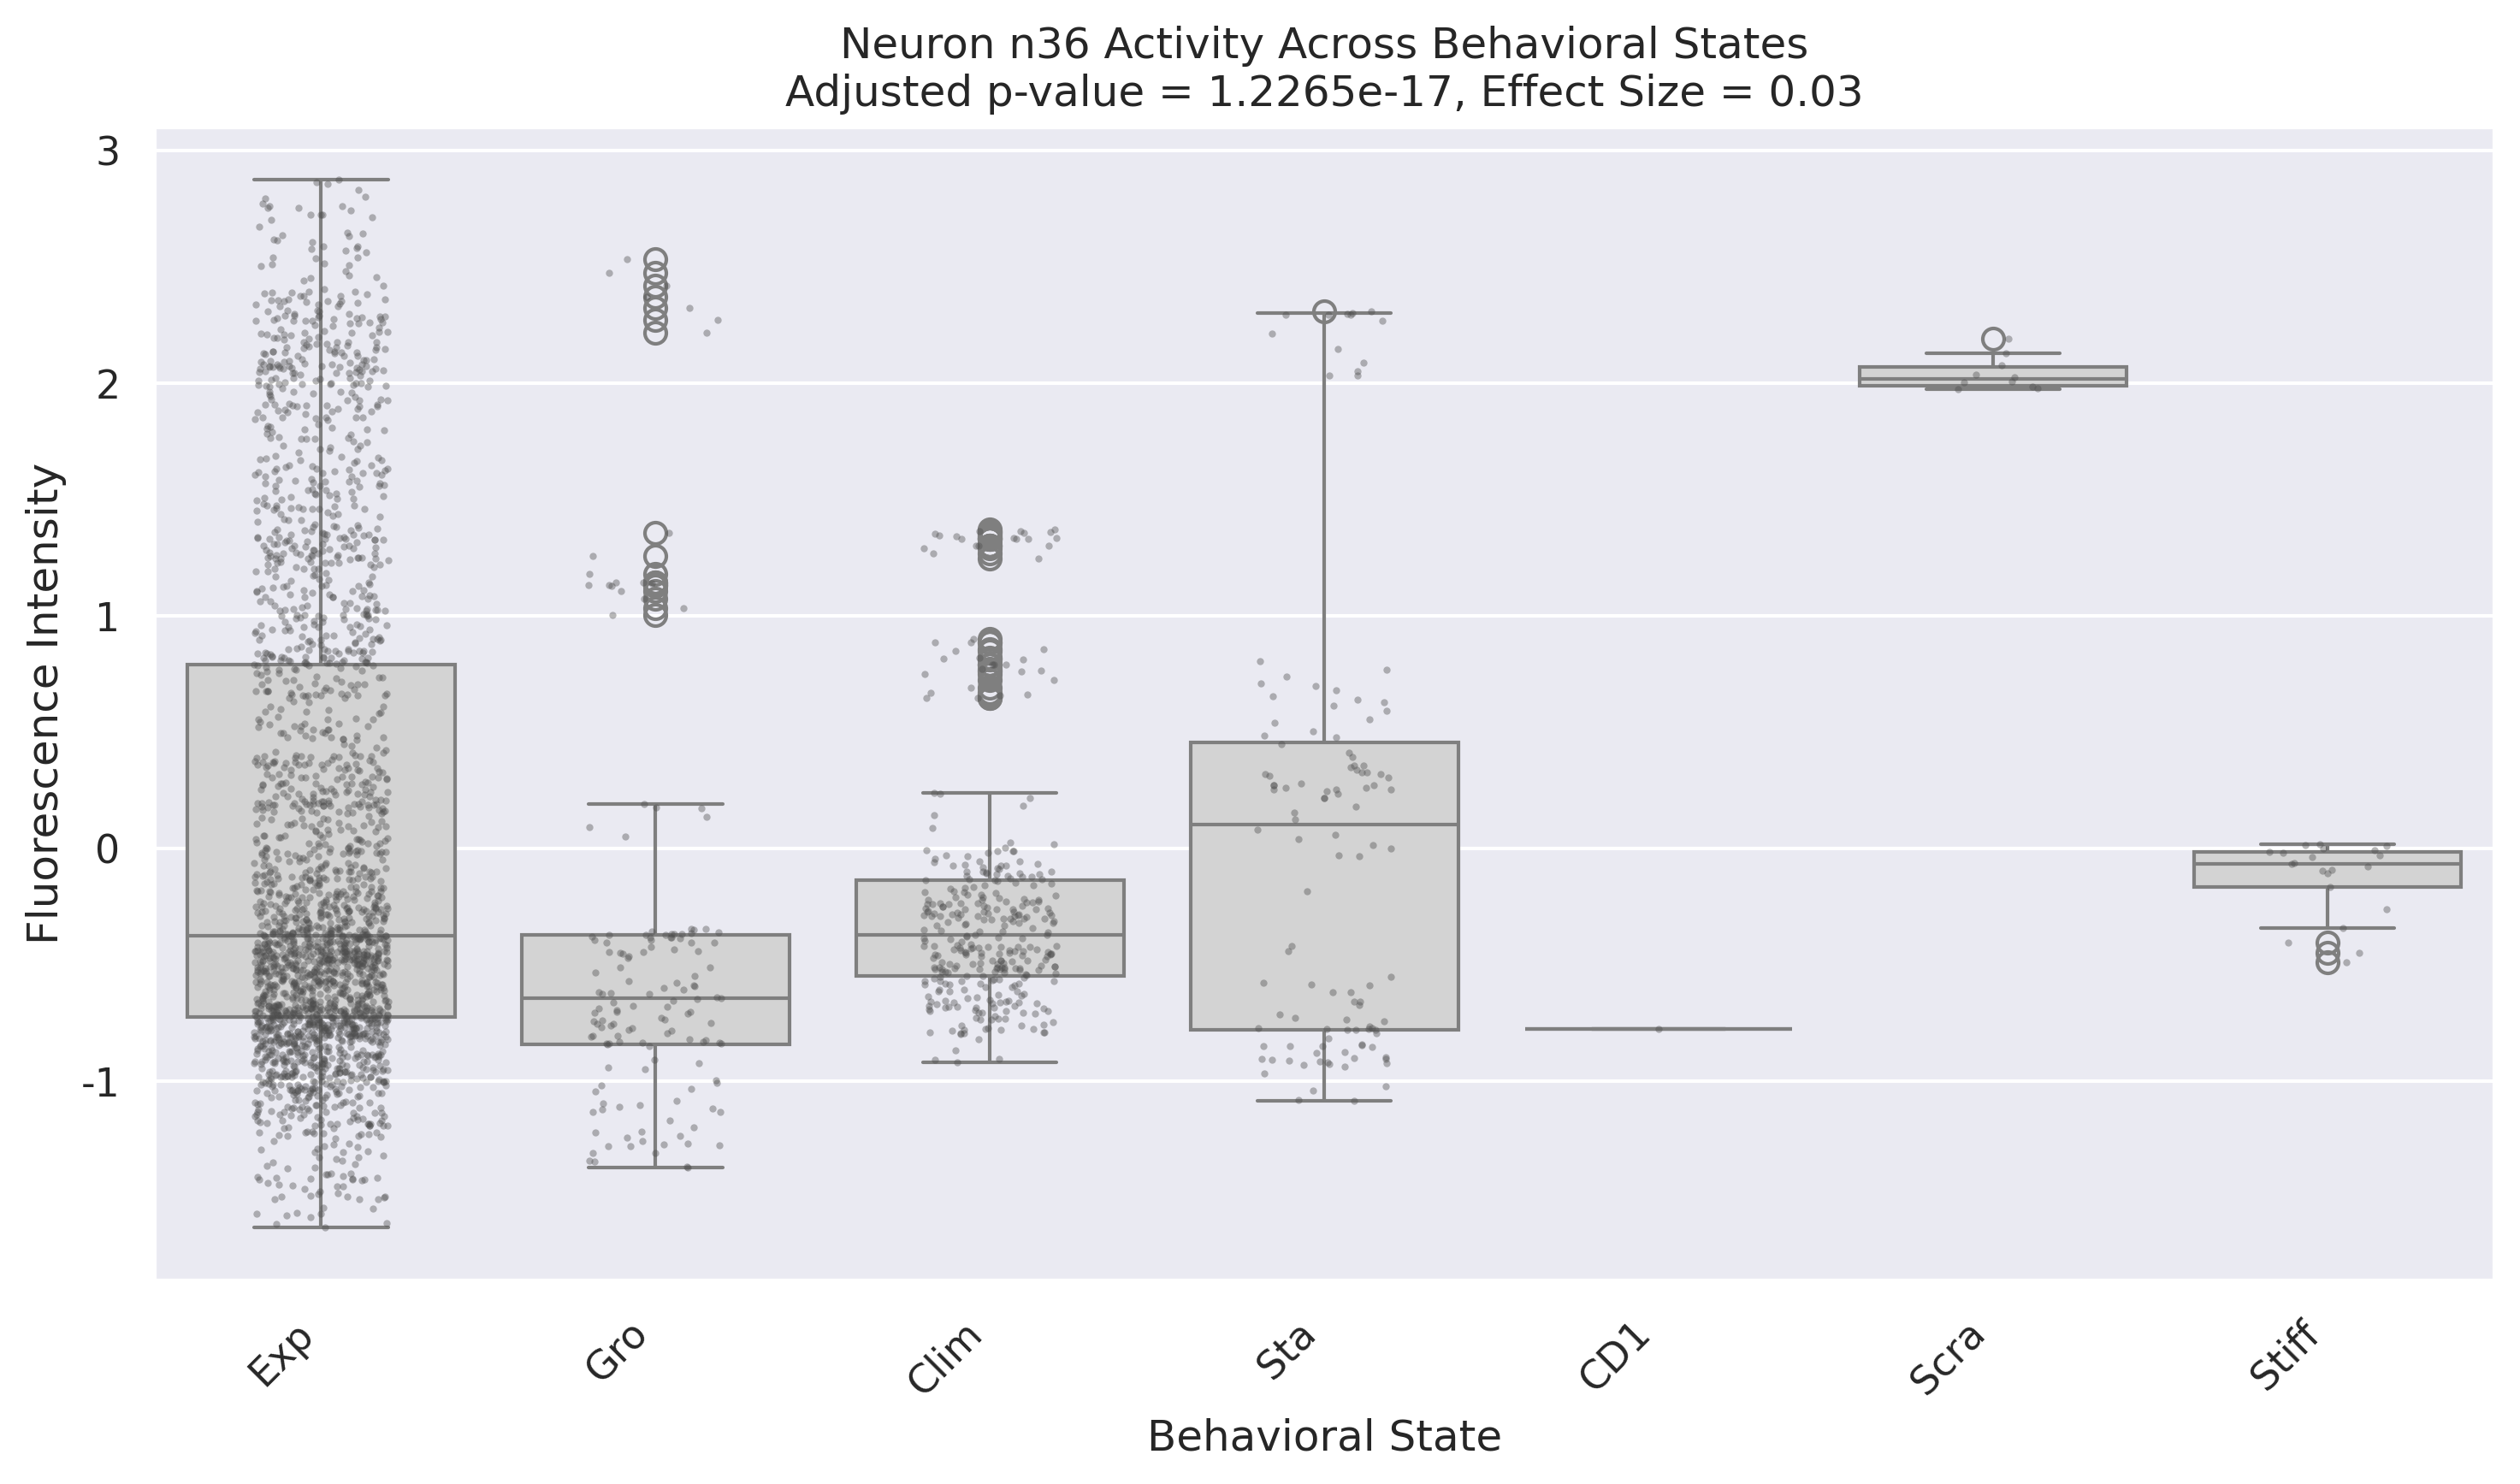 Neuron n36 Activity Across Behavioral States
Adjusted p-value = 1.2265e-17, Effect Size = 0.03
3
2
1
0
-1
Fluorescence Intensity
Exp
Gro
Clim
Sta
CD1
Scra
Stiff
Behavioral State